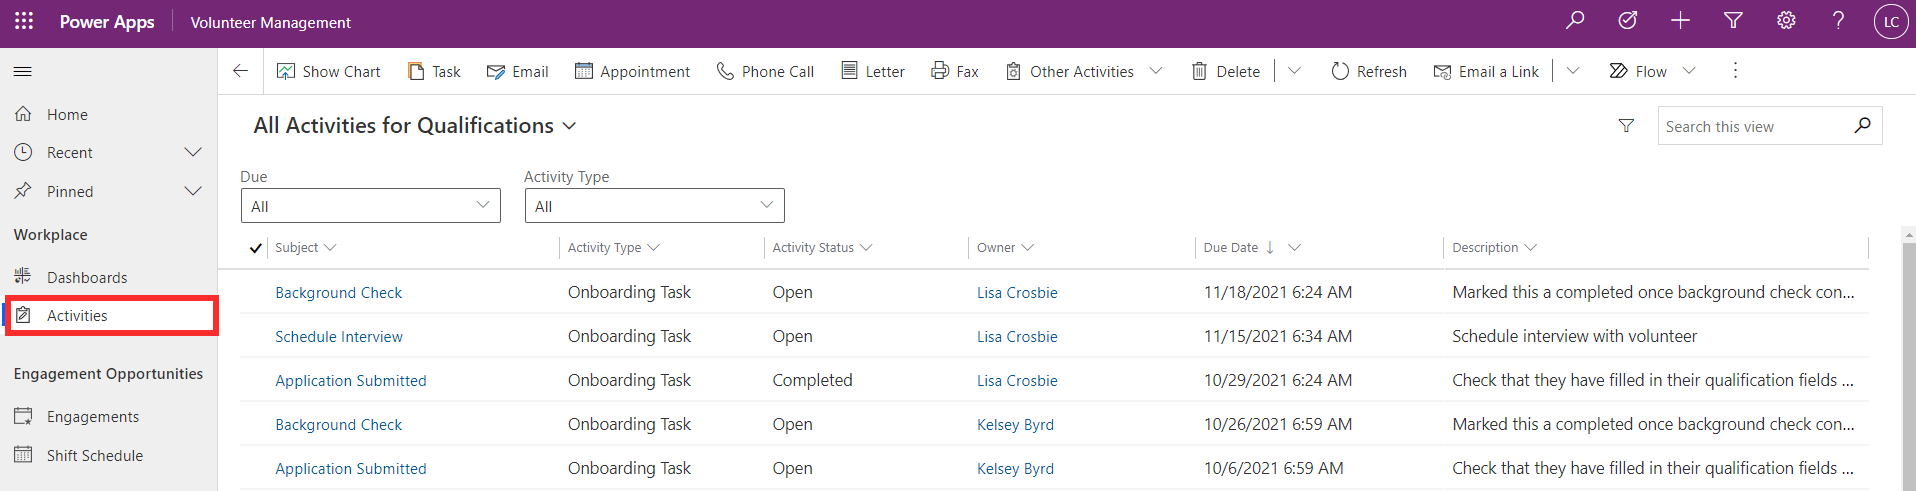 Power Apps Volunteer Management LC
Show Chart Task Email Appointment Phone Call Letter Fax Other Activities Delete Refresh Email a Link Flow
Home
Recent
Pinned
Workplace
Dashboards
Activities
Engagement Opportunities
Engagements
Shift Schedule
All Activities for Qualifications Search this view
Due Activity Type
All All
Subject Activity Type Activity Status Owner Due Date Description
Background Check Onboarding Task Open Lisa Crosbie 11/18/2021 6:24 AM Marked this a completed once background check con...
Schedule Interview Onboarding Task Open Lisa Crosbie 11/15/2021 6:34 AM Schedule interview with volunteer
Application Submitted Onboarding Task Completed Lisa Crosbie 10/29/2021 6:24 AM Check that they have filled in their qualification fields ...
Background Check Onboarding Task Open Kelsey Byrd 10/26/2021 6:59 AM Marked this a completed once background check con...
Application Submitted Onboarding Task Open Kelsey Byrd 10/6/2021 6:59 AM Check that they have filled in their qualification fields ...